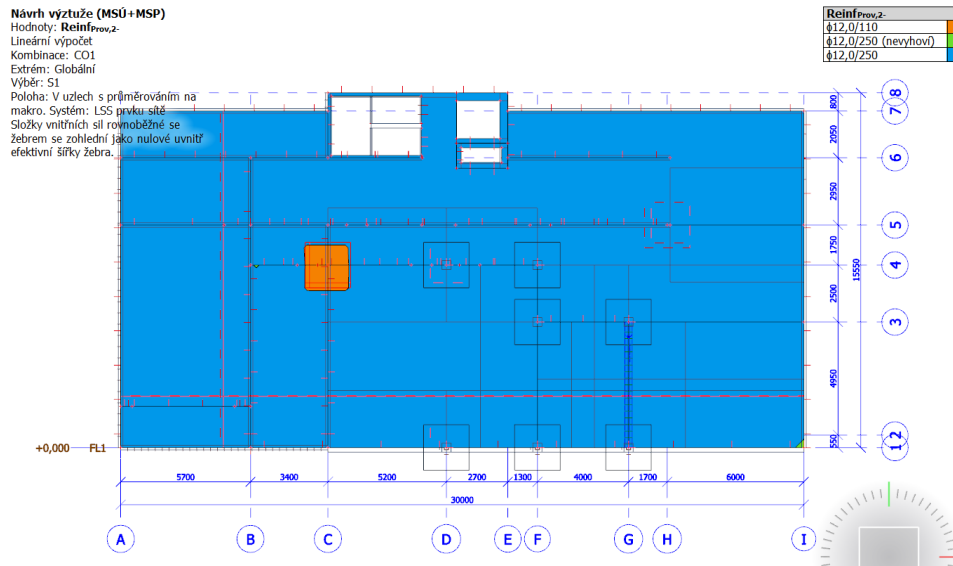 Návrh výztuže (MSÚ+MSP)
Hodnoty: ReinfProv,2-
Lineární výpočet
Kombinace: CO1
Extrém: Globální
Výběr: S1
Poloha: V uzlech s průměrováním na
makro. Systém: LSS prvku sítě
Složky vnitřních sil rovnoběžné se
žebrem se zohlední jako nulové uvnitř
efektivní šířky žebra.
ReinfProv,2-
ϕ12,0/110
ϕ12,0/250 (nevyhoví)
ϕ12,0/250
8
800
7
2050
6
2950
5
1750
4
15550
2500
3
4950
2
550
1
+0,000 FL1
5700 3400 5200 2700 1300 4000 1700 6000
30000
A B C D E F G H I